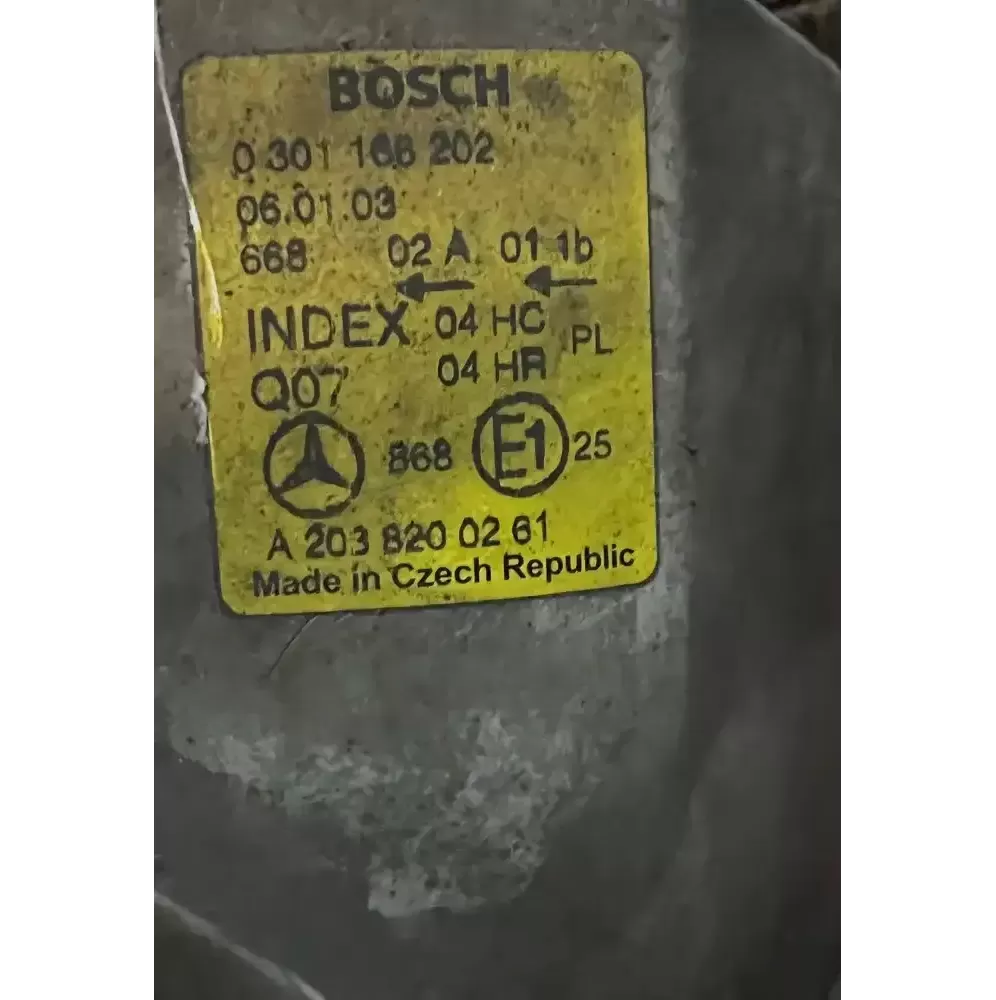 BOSCH
0 301 166 202
06.01.03
668 02 A 01 1b
INDEX 04 HC PL
Q07 04 HR
868 E1 25
A 203 820 02 61
Made in Czech Republic